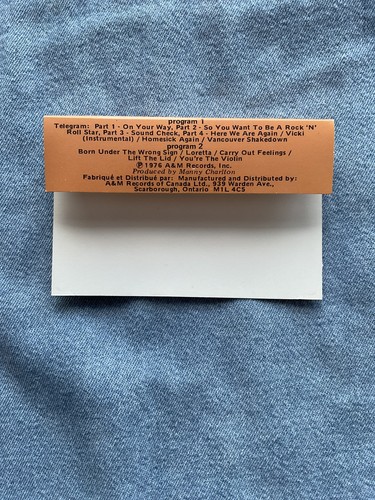 program 1
Telegram: Part 1 - On Your Way, Part 2 - So You Want To Be A Rock 'N'
Roll Star, Part 3 - Sound Check, Part 4 - Here We Are Again / Vicki
(Instrumental) / Homesick Again / Vancouver Shakedown
program 2
Born Under The Wrong Sign / Loretta / Carry Out Feelings /
Lift The Lid / You're The Violin
℗ 1976 A&M Records, Inc.
Produced by Manny Charlton
Fabriqué et Distribué par: Manufactured and Distributed by:
A&M Records of Canada Ltd., 939 Warden Ave.,
Scarborough, Ontario M1L 4C5